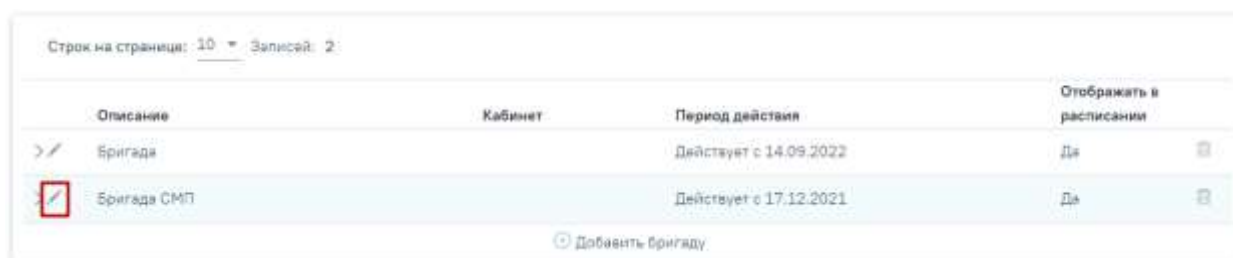 Строк на странице: 10 Записей: 2
Описание Кабинет Период действия Отображать в расписании
Бригада Действует с 14.09.2022 Да
Бригада СМП Действует с 17.12.2021 Да
Добавить бригаду